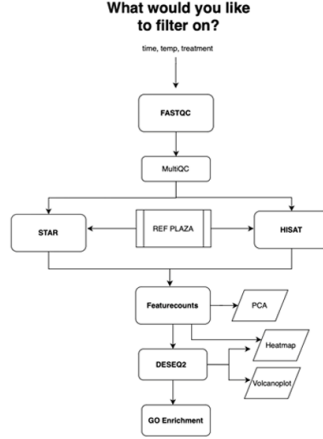 What would you like
to filter on?
time, temp, treatment
FASTQC
MultiQC
STAR
REF PLAZA
HISAT
Featurecounts
PCA
Heatmap
DESEQ2
Volcanoplot
GO Enrichment